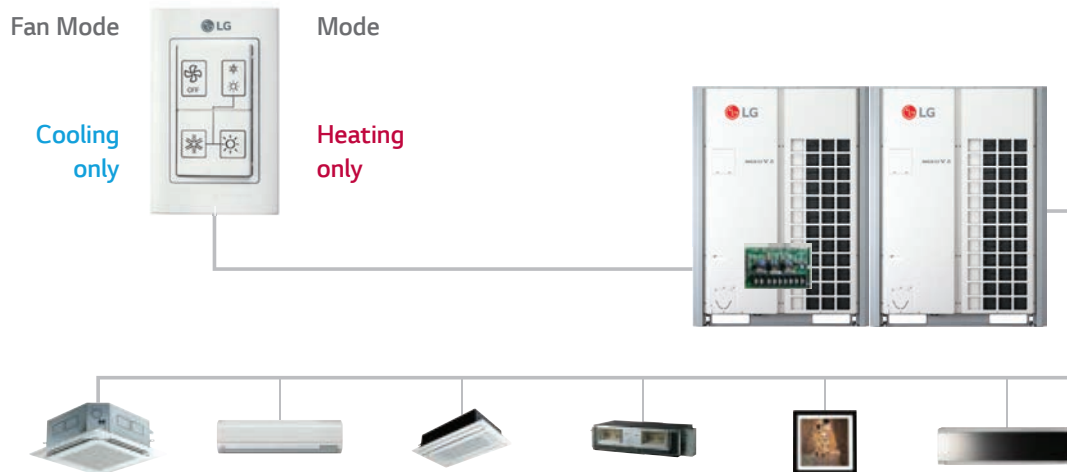 Fan Mode
LG
Mode
OFF
Cooling
only
Heating
only
LG
LG